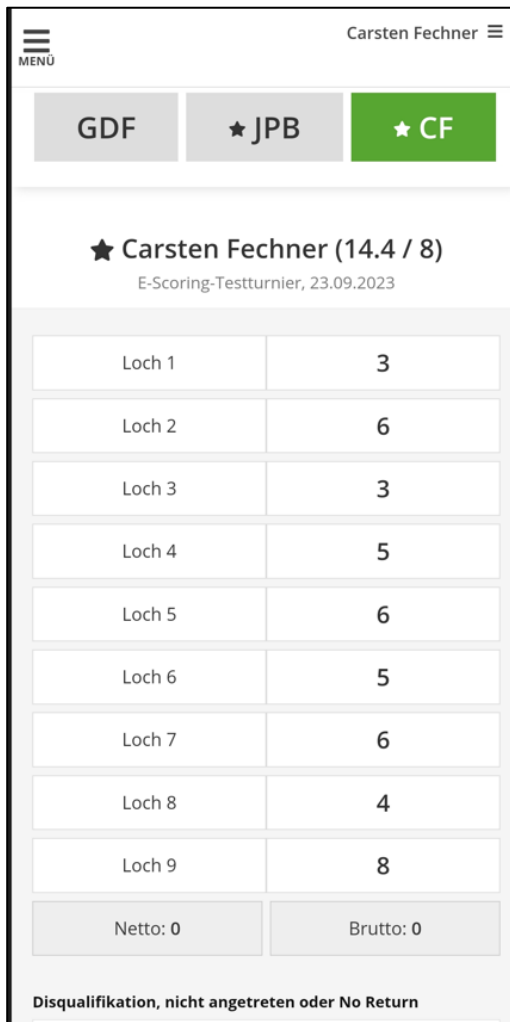 Carsten Fechner
MENÜ
GDF ★ JPB ★ CF
★ Carsten Fechner (14.4 / 8)
E-Scoring-Testturnier, 23.09.2023
Loch 1 3
Loch 2 6
Loch 3 3
Loch 4 5
Loch 5 6
Loch 6 5
Loch 7 6
Loch 8 4
Loch 9 8
Netto: 0 Brutto: 0
Disqualifikation, nicht angetreten oder No Return